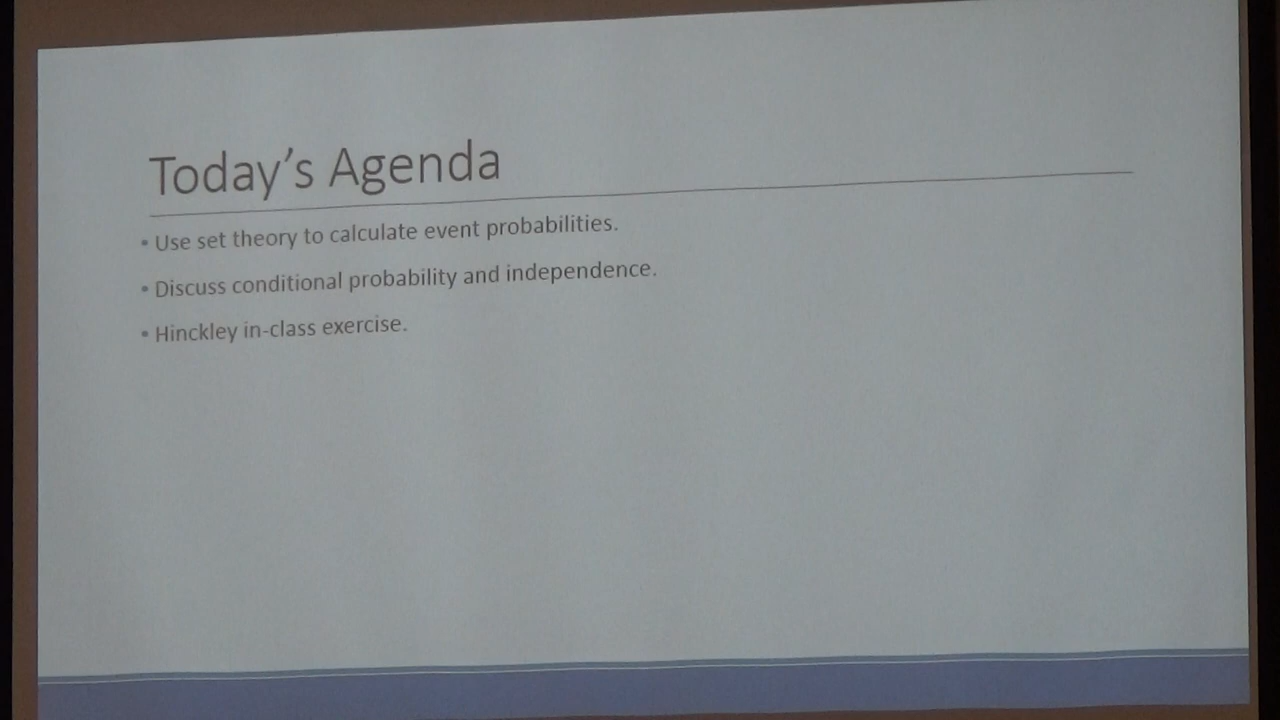 Today's Agenda
• Use set theory to calculate event probabilities.
• Discuss conditional probability and independence.
• Hinckley in-class exercise.